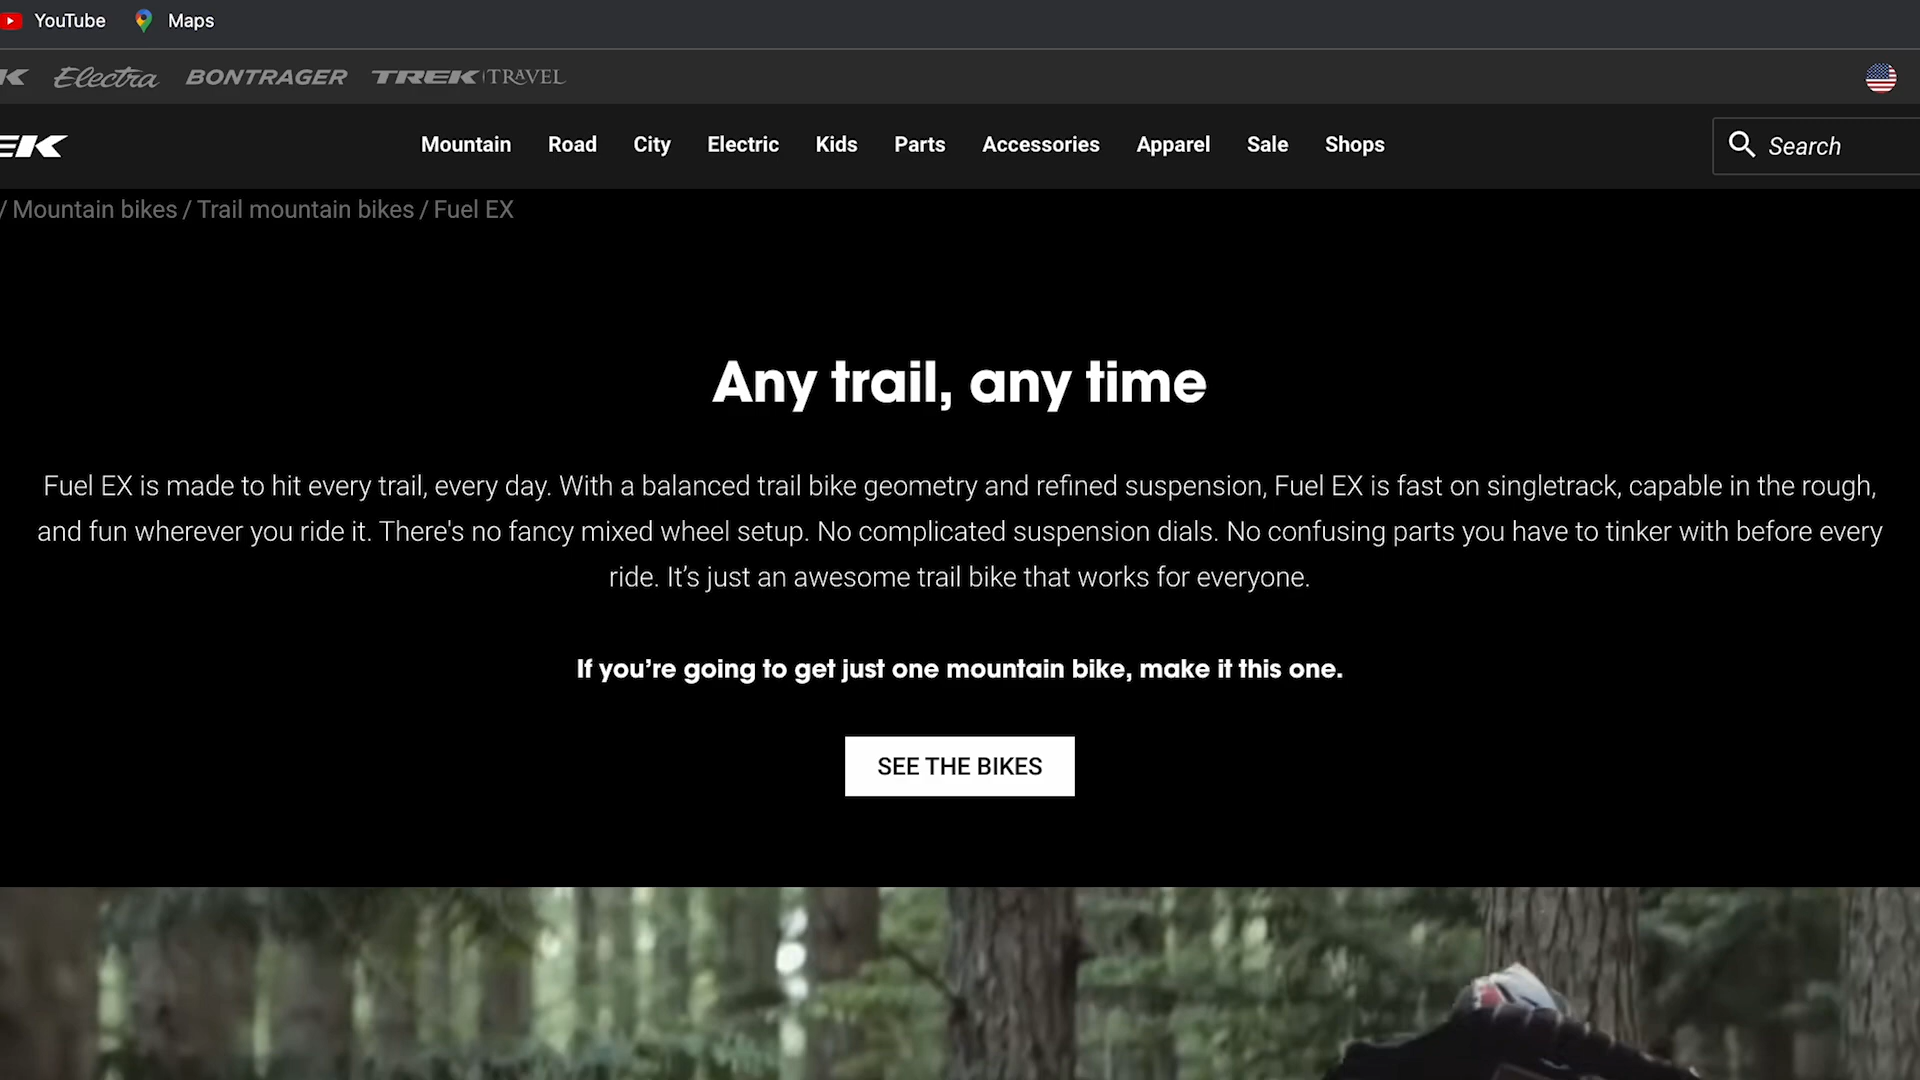 YouTube Maps
K Electra BONTRAGER TREK TRAVEL
EK Mountain Road City Electric Kids Parts Accessories Apparel Sale Shops Search
/ Mountain bikes / Trail mountain bikes / Fuel EX
Any trail, any time
Fuel EX is made to hit every trail, every day. With a balanced trail bike geometry and refined suspension, Fuel EX is fast on singletrack, capable in the rough,
and fun wherever you ride it. There's no fancy mixed wheel setup. No complicated suspension dials. No confusing parts you have to tinker with before every
ride. It’s just an awesome trail bike that works for everyone.
If you’re going to get just one mountain bike, make it this one.
SEE THE BIKES